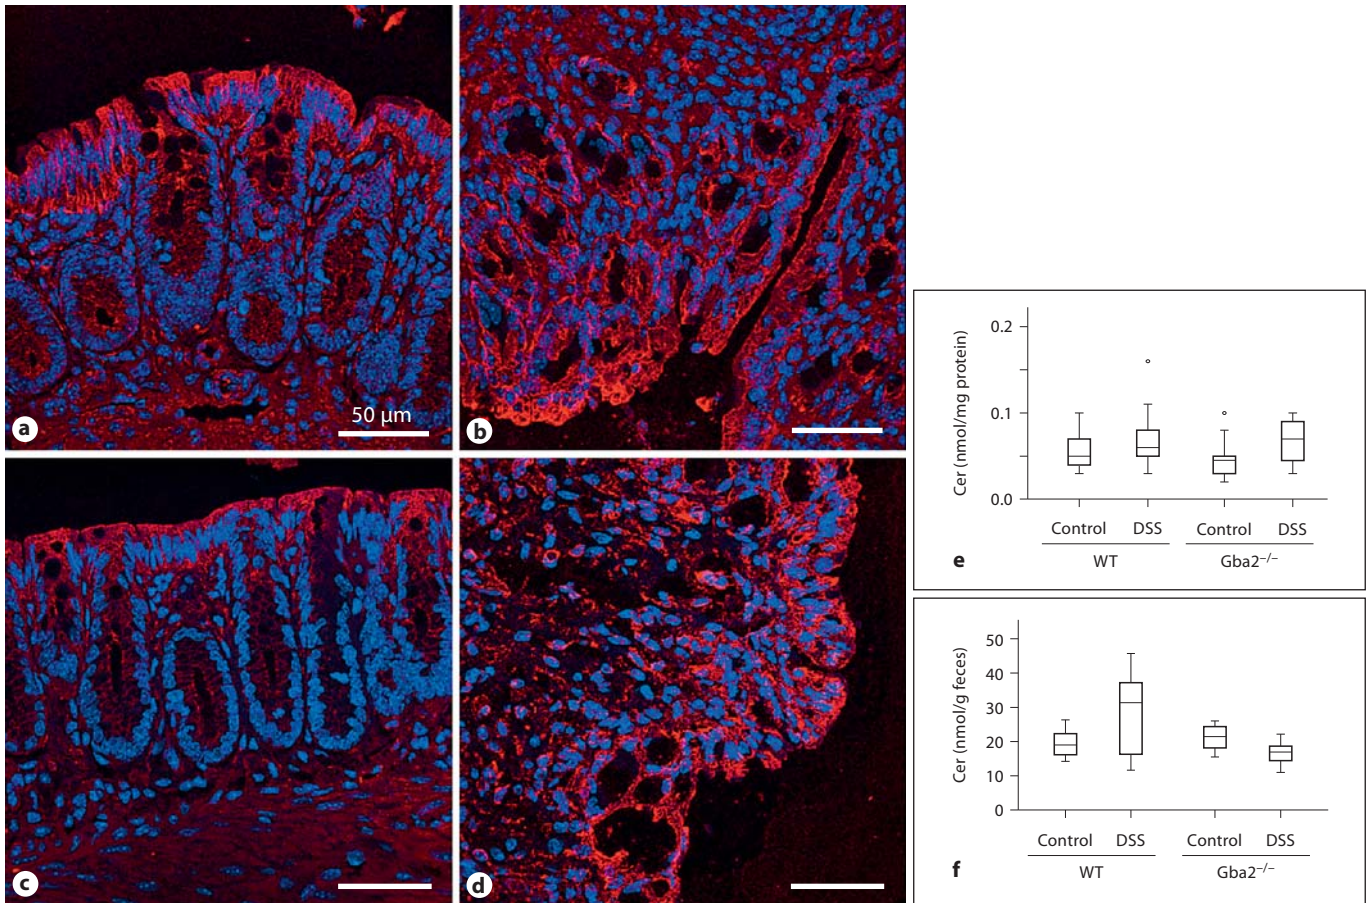 a
50 μm
b
c
d
Cer (nmol/mg protein)
0.2
0.1
0.0
Control DSS Control DSS
WT Gba2⁻/⁻
e
Cer (nmol/g feces)
50
40
30
20
10
0
Control DSS Control DSS
WT Gba2⁻/⁻
f